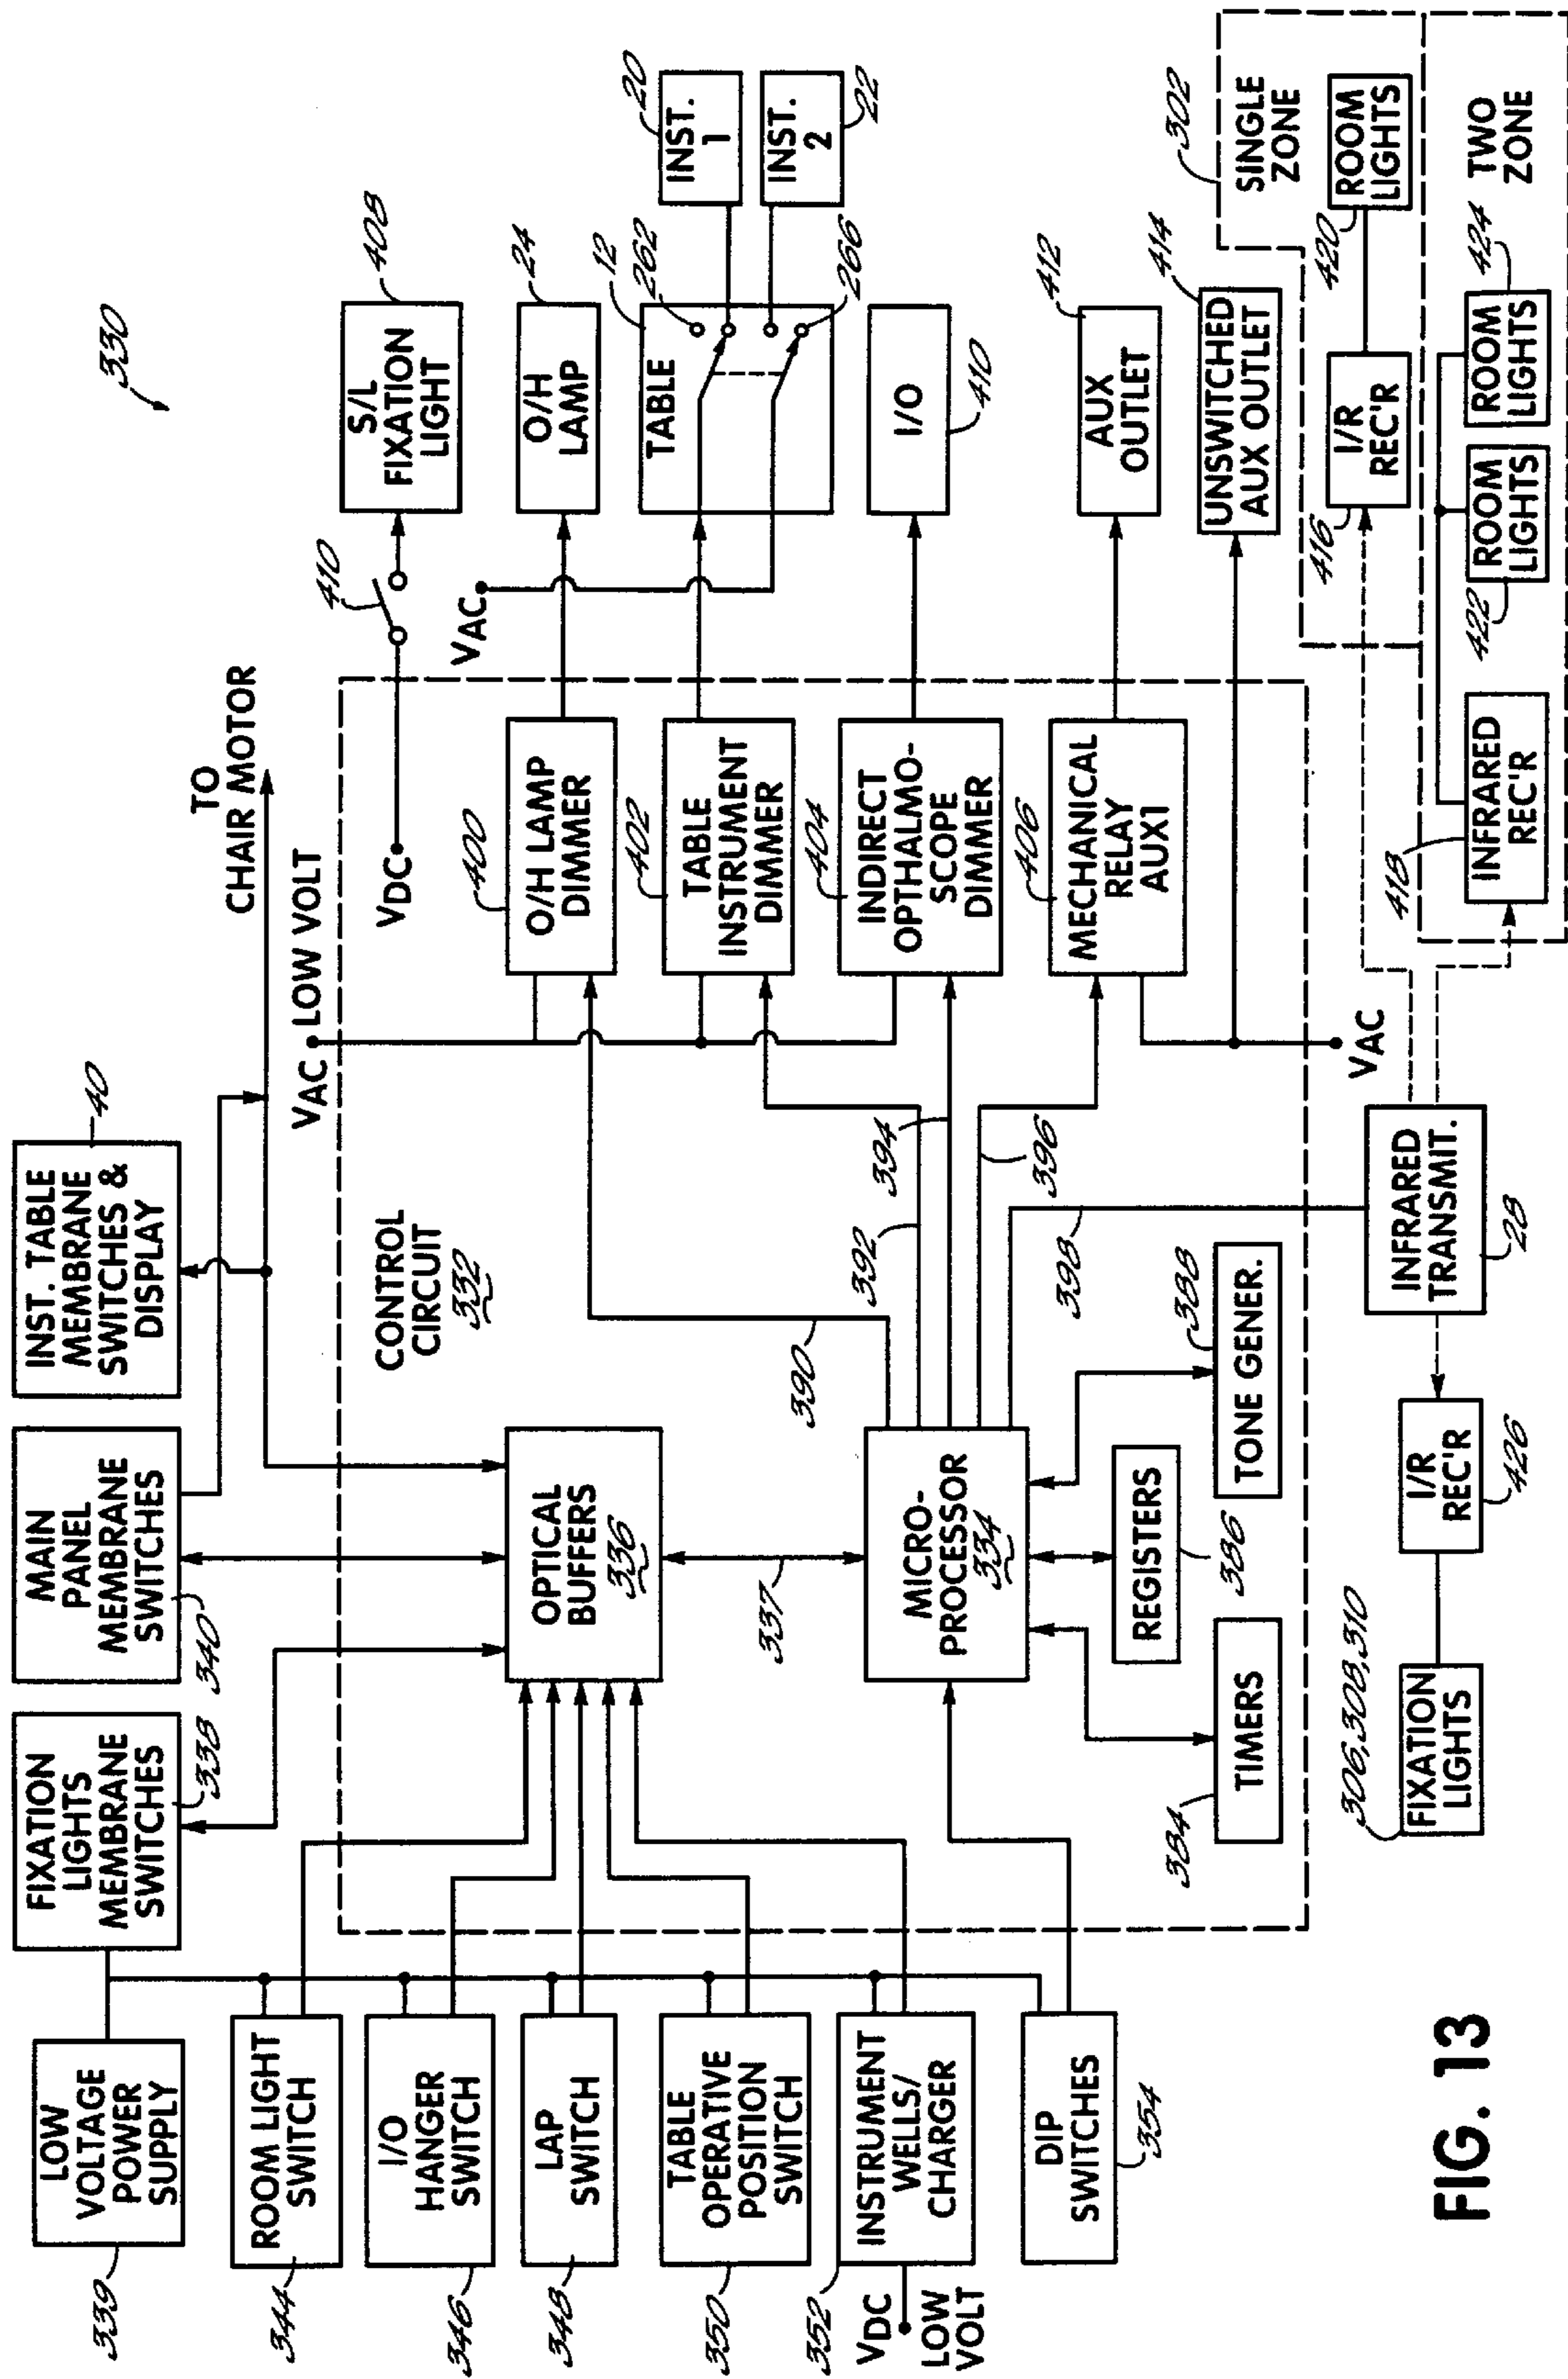 330
LOW
VOLTAGE
POWER
SUPPLY
339
FIXATION
LIGHTS
MEMBRANE
SWITCHES
338
MAIN
PANEL
MEMBRANE
SWITCHES
340
INST. TABLE
MEMBRANE
SWITCHES &
DISPLAY
40
TO
CHAIR MOTOR
ROOM LIGHT
SWITCH
344
I/O
HANGER
SWITCH
346
LAP
SWITCH
348
TABLE
OPERATIVE
POSITION
SWITCH
350
INSTRUMENT
WELLS/
CHARGER
352
VDC
LOW
VOLT
DIP
SWITCHES
354
CONTROL
CIRCUIT
332
OPTICAL
BUFFERS
336
337
MICRO-
PROCESSOR
334
TIMERS
384
REGISTERS
386
TONE GENER.
388
390
392
394
396
398
VAC LOW VOLT
VDC
410
S/L
FIXATION
LIGHT
408
O/H LAMP
DIMMER
400
O/H
LAMP
24
VAC
TABLE
INSTRUMENT
DIMMER
402
TABLE
12
262
266
INST.
1
20
INST.
2
22
INDIRECT
OPTHALMO-
SCOPE
DIMMER
404
I/O
410
MECHANICAL
RELAY
AUX1
406
AUX
OUTLET
412
UNSWITCHED
AUX OUTLET
414
VAC
INFRARED
TRANSMIT.
28
I/R
REC'R
426
FIXATION
LIGHTS
306,308,310
302
SINGLE
ZONE
I/R
REC'R
416
ROOM
LIGHTS
420
TWO
ZONE
INFRARED
REC'R
418
ROOM
LIGHTS
422
ROOM
LIGHTS
424
FIG. 13